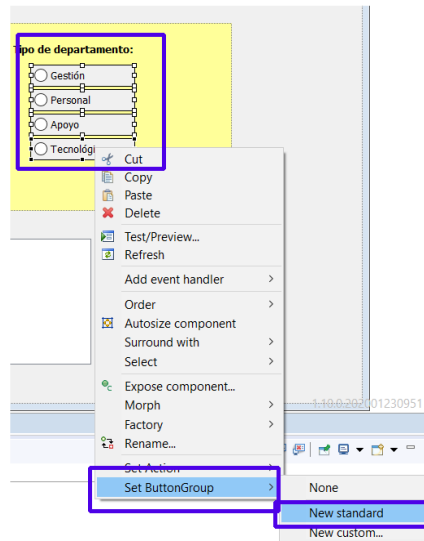 Tipo de departamento:
Gestión
Personal
Apoyo
Tecnológi
Cut
Copy
Paste
Delete
Test/Preview...
Refresh
Add event handler
Order
Autosize component
Surround with
Select
Expose component...
1.10.0.202001230951
Morph
Factory
Rename...
Set Action
Set ButtonGroup
None
New standard
New custom...